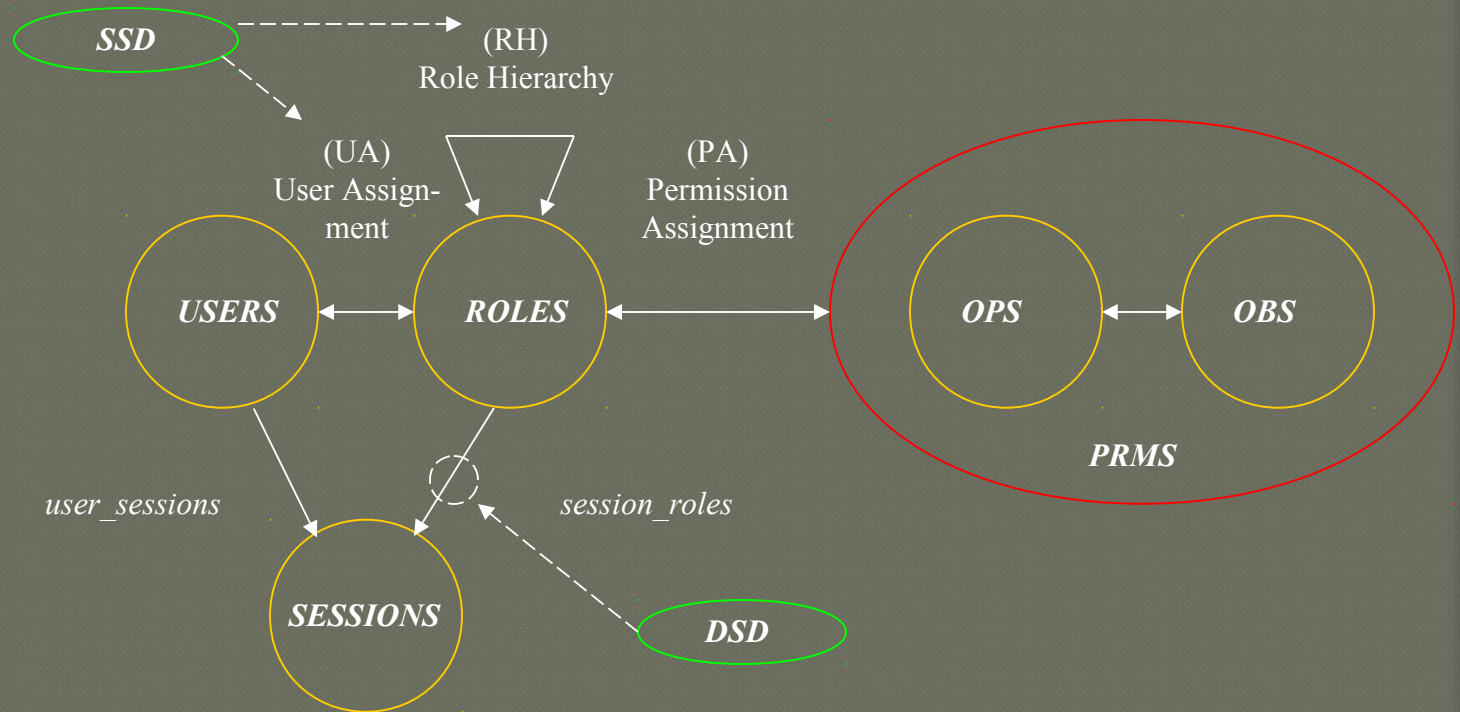 SSD
(RH)
Role Hierarchy
(UA)
User Assign-
ment
(PA)
Permission
Assignment
USERS
ROLES
OPS
OBS
PRMS
user_sessions
session_roles
SESSIONS
DSD